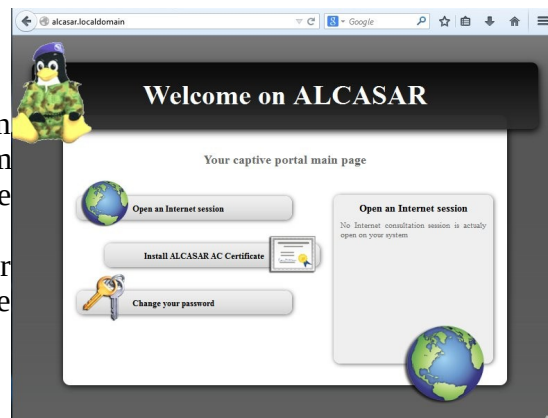 alcasar.localdomain
Google
Welcome on ALCASAR
Your captive portal main page
Open an Internet session
Install ALCASAR AC Certificate
Change your password
Open an Internet session
No Internet consultation session is actualy
open on your system